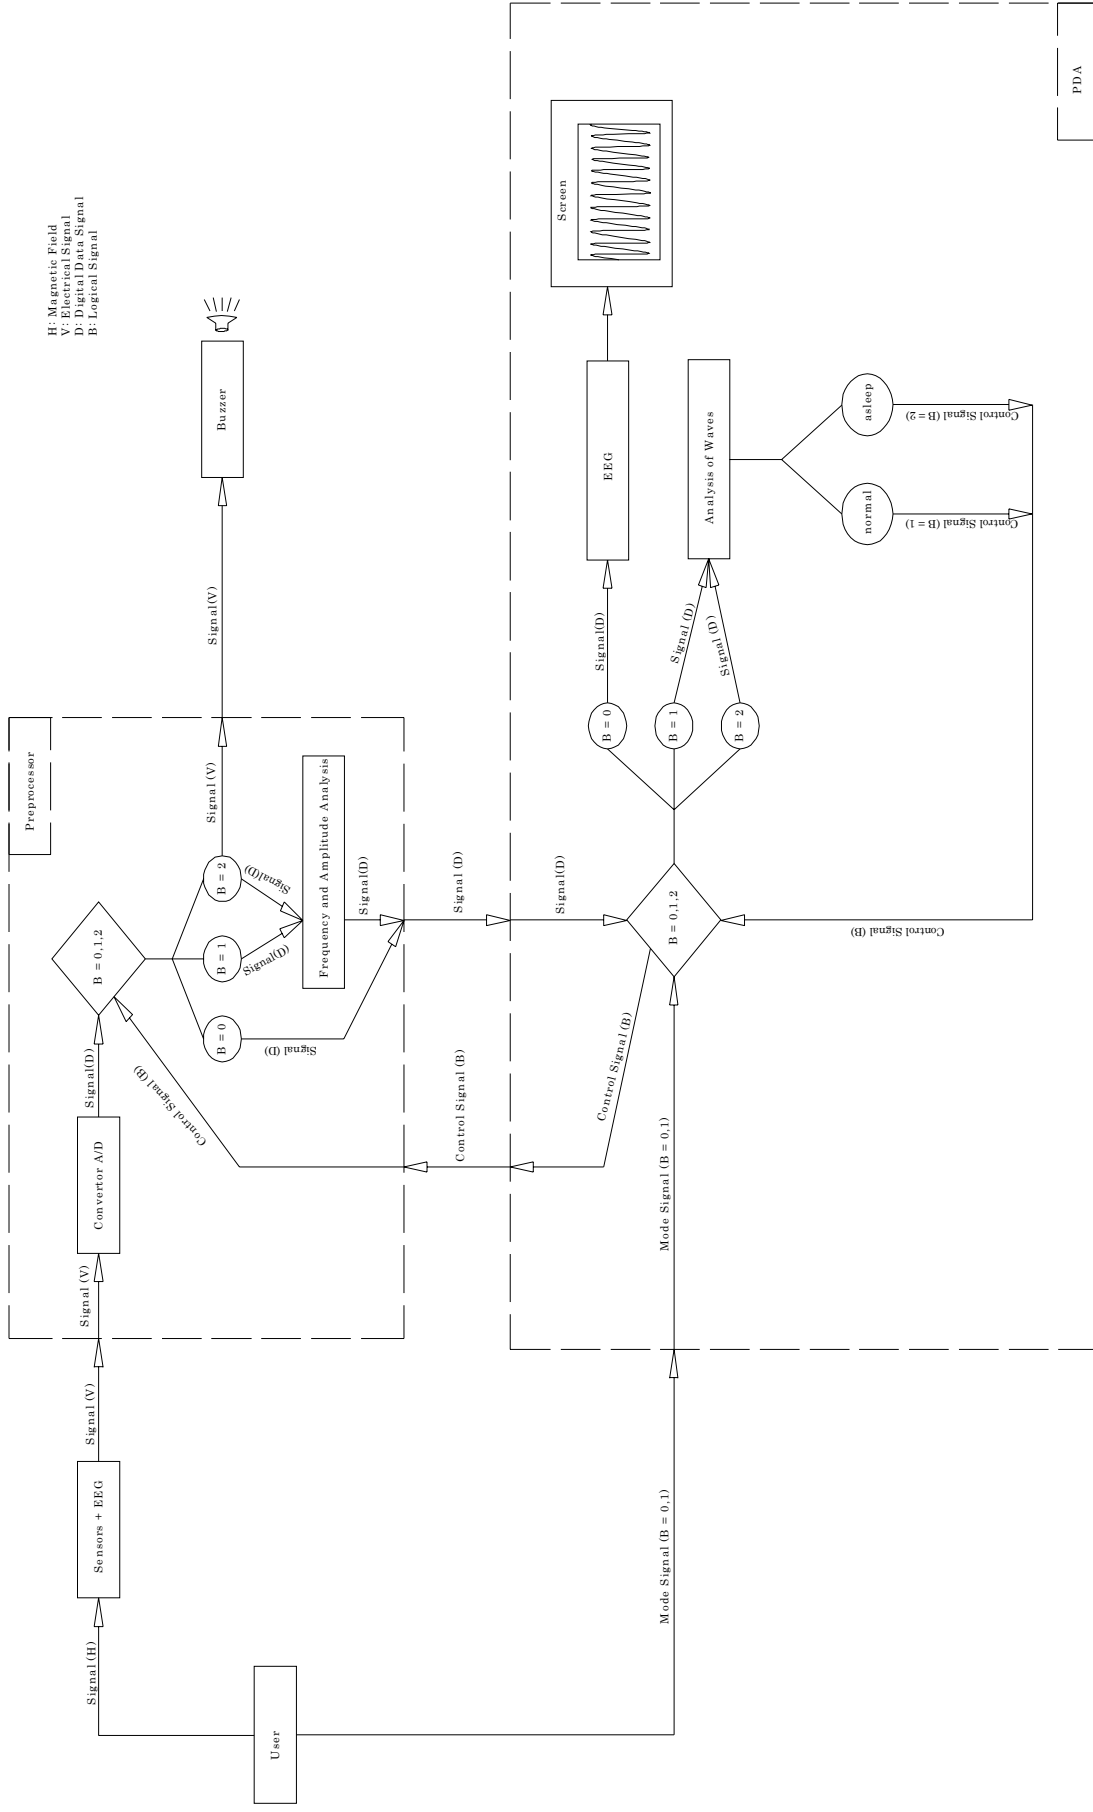 H: Magnetic Field
V: Electrical Signal
D: Digital Data Signal
B: Logical Signal
Preprocessor
User
Signal (H)
Sensors + EEG
Signal (V)
Signal (V)
Convertor A/D
Signal(D)
B = 0,1,2
Control Signal (B)
B = 0
B = 1
B = 2
Signal (D)
Signal(D)
Signal(D)
Frequency and Amplitude Analysis
Signal(D)
Signal (V)
Signal(V)
Buzzer
Control Signal (B)
Signal (D)
PDA
Mode Signal (B = 0,1)
Mode Signal (B = 0,1)
Control Signal (B)
Signal(D)
B = 0,1,2
B = 0
B = 1
B = 2
Signal(D)
Signal (D)
Signal (D)
EEG
Screen
Analysis of Waves
normal
asleep
Control Signal (B = 1)
Control Signal (B = 2)
Control Signal (B)